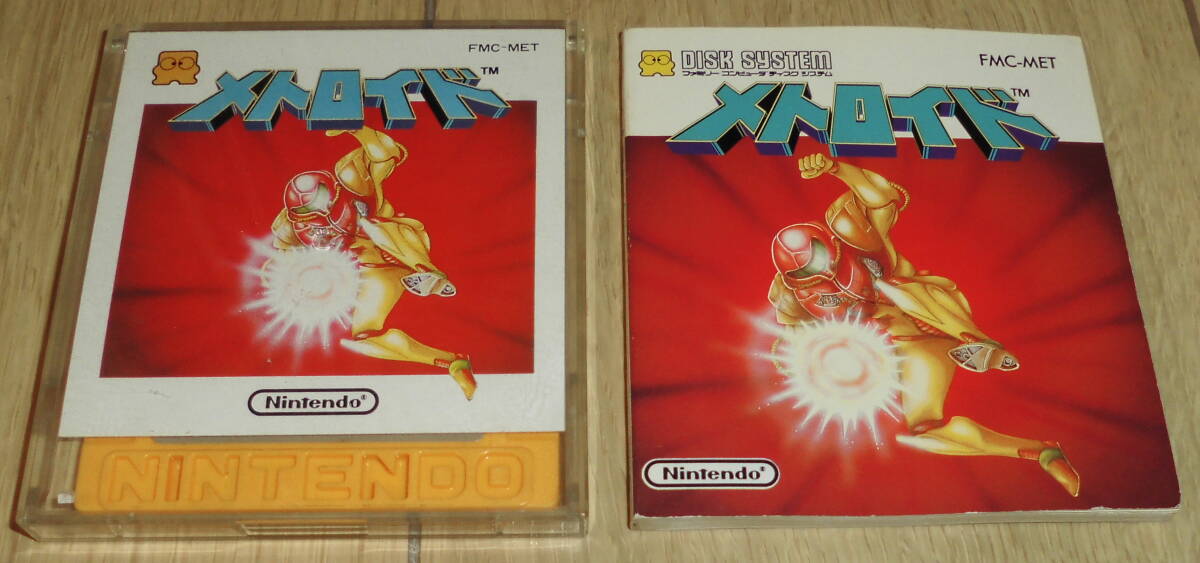 FMC-MET
メトロイド™
Nintendo®
NINTENDO
DISK SYSTEM
ファミリー コンピュータ ディスク システム
FMC-MET
メトロイド™
Nintendo®